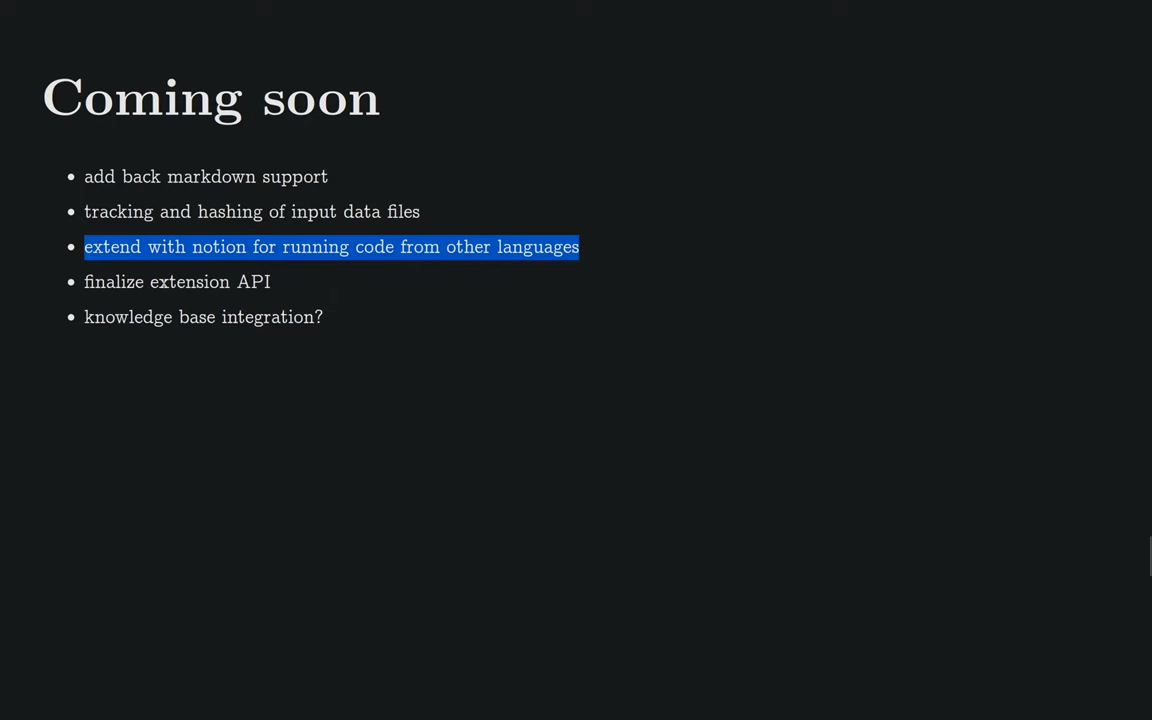 Coming soon
add back markdown support
tracking and hashing of input data files
extend with notion for running code from other languages
finalize extension API
knowledge base integration?